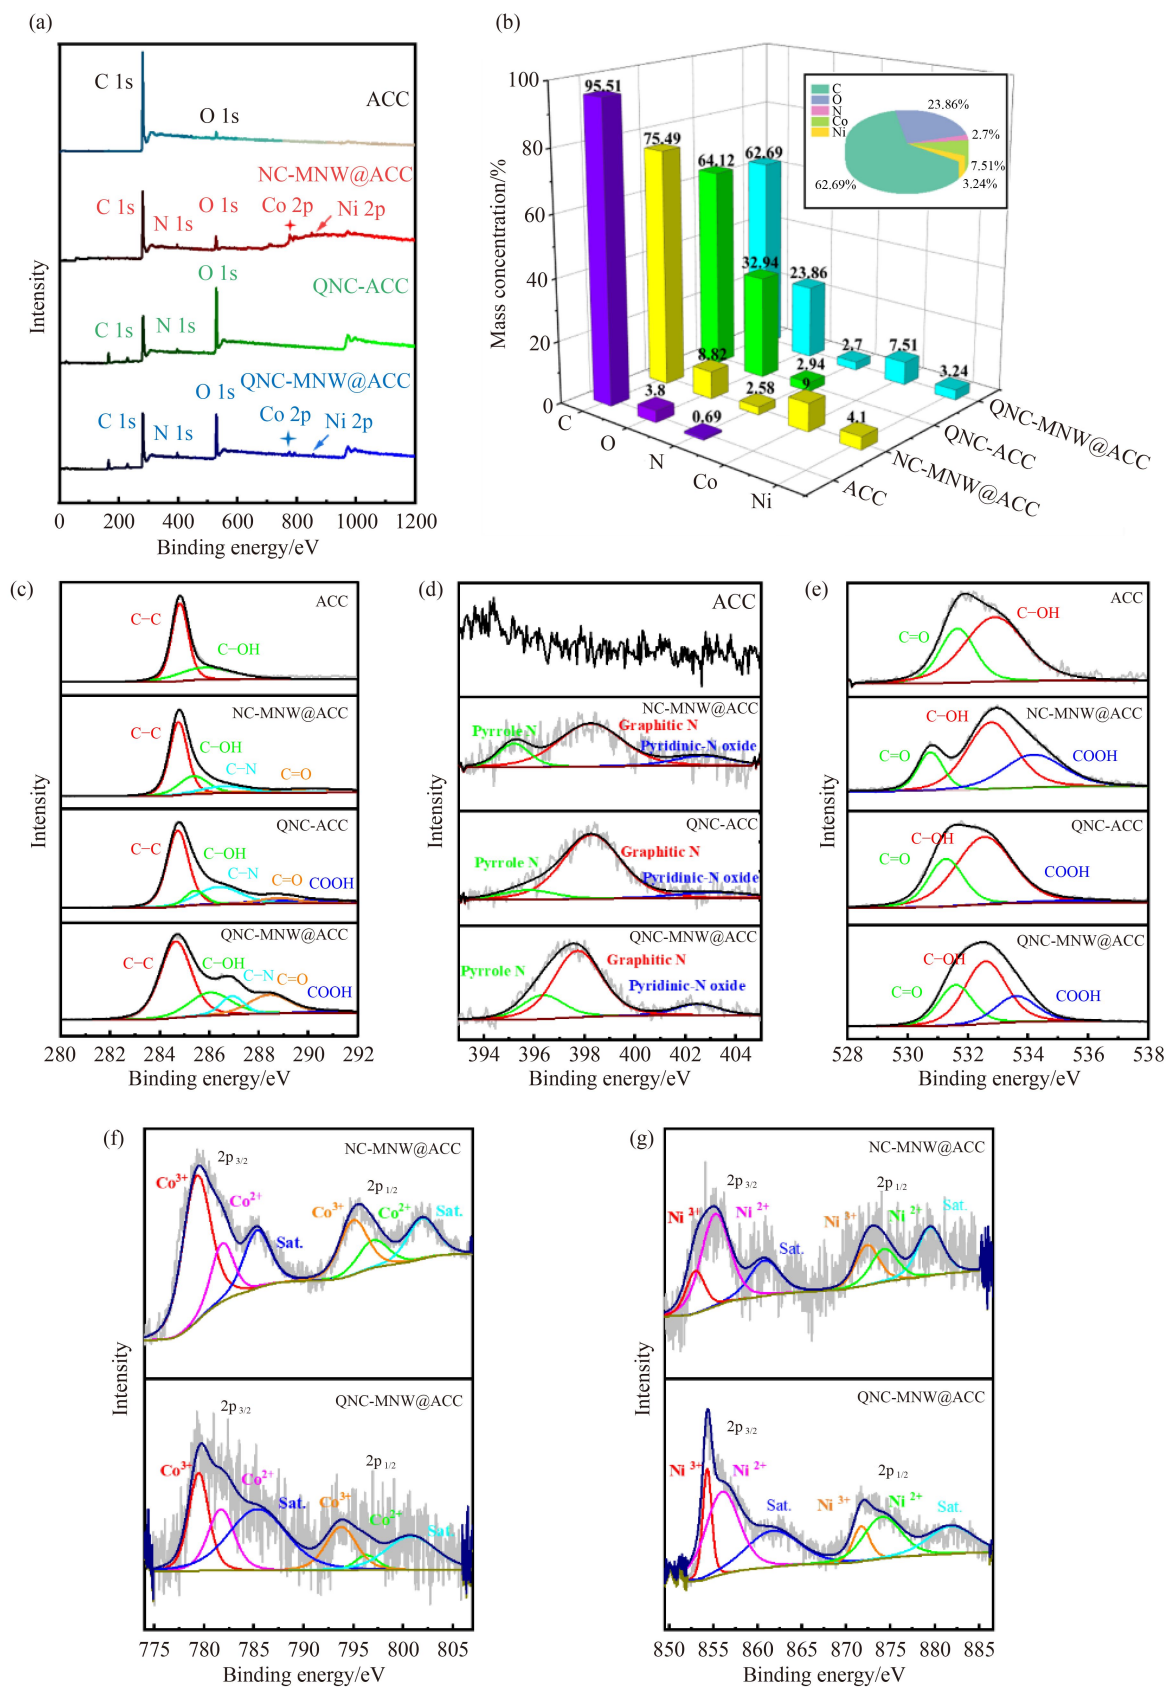 (a)
C 1s
O 1s
ACC
NC-MNW@ACC
C 1s
N 1s
O 1s
Co 2p
Ni 2p
O 1s
QNC-ACC
C 1s
N 1s
QNC-MNW@ACC
O 1s
C 1s
N 1s
Co 2p
Ni 2p
Intensity
0 200 400 600 800 1000 1200
Binding energy/eV
(b)
Mass concentration/%
100
80
60
40
20
0
95.51
75.49
64.12
62.69
32.94
23.86
8.82
3.8
0.69
2.58
2.94
2.7
7.51
9
4.1
3.24
C
O
N
Co
Ni
ACC
NC-MNW@ACC
QNC-ACC
QNC-MNW@ACC
C
O
N
Co
Ni
23.86%
2.7%
7.51%
3.24%
62.69%
(c)
ACC
C−C
C−OH
NC-MNW@ACC
C−C
C−OH
C−N
C=O
QNC-ACC
C−C
C−OH
C−N
C=O
COOH
QNC-MNW@ACC
C−C
C−OH
C−N
C=O
COOH
Intensity
280 282 284 286 288 290 292
Binding energy/eV
(d)
ACC
NC-MNW@ACC
Pyrrole N
Graphitic N
Pyridinic-N oxide
QNC-ACC
Pyrrole N
Graphitic N
Pyridinic-N oxide
QNC-MNW@ACC
Pyrrole N
Graphitic N
Pyridinic-N oxide
Intensity
394 396 398 400 402 404
Binding energy/eV
(e)
ACC
C=O
C−OH
NC-MNW@ACC
C−OH
C=O
COOH
QNC-ACC
C−OH
C=O
COOH
QNC-MNW@ACC
C−OH
C=O
COOH
Intensity
528 530 532 534 536 538
Binding energy/eV
(f)
NC-MNW@ACC
2p 3/2
Co3+
Co2+
Sat.
2p 1/2
Co3+
Co2+
Sat.
QNC-MNW@ACC
2p 3/2
Co3+
Co2+
Sat.
2p 1/2
Co3+
Co2+
Sat.
Intensity
775 780 785 790 795 800 805
Binding energy/eV
(g)
NC-MNW@ACC
2p 3/2
Ni 3+
Ni 2+
Sat.
2p 1/2
Ni 3+
Ni 2+
Sat.
QNC-MNW@ACC
2p 3/2
Ni 3+
Ni 2+
Sat.
2p 1/2
Ni 3+
Ni 2+
Sat.
Intensity
850 855 860 865 870 875 880 885
Binding energy/eV